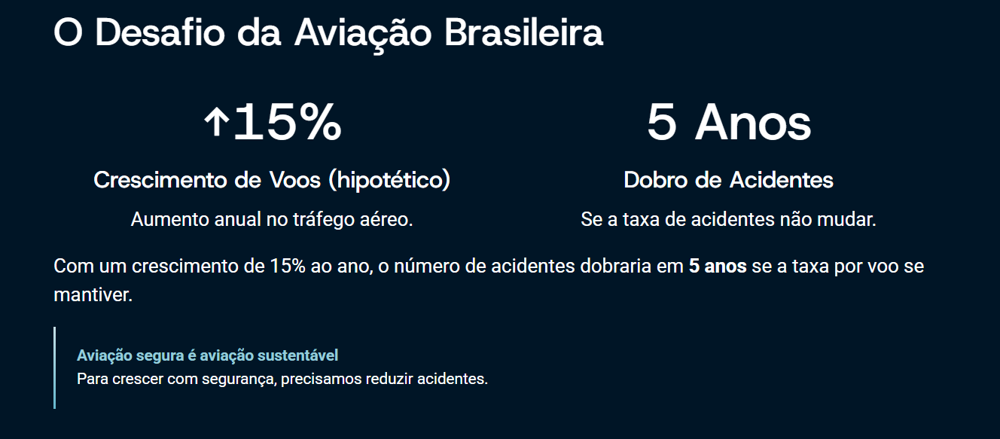 O Desafio da Aviação Brasileira
↑15%
Crescimento de Voos (hipotético)
Aumento anual no tráfego aéreo.
5 Anos
Dobro de Acidentes
Se a taxa de acidentes não mudar.
Com um crescimento de 15% ao ano, o número de acidentes dobraria em 5 anos se a taxa por voo se
mantiver.
Aviação segura é aviação sustentável
Para crescer com segurança, precisamos reduzir acidentes.